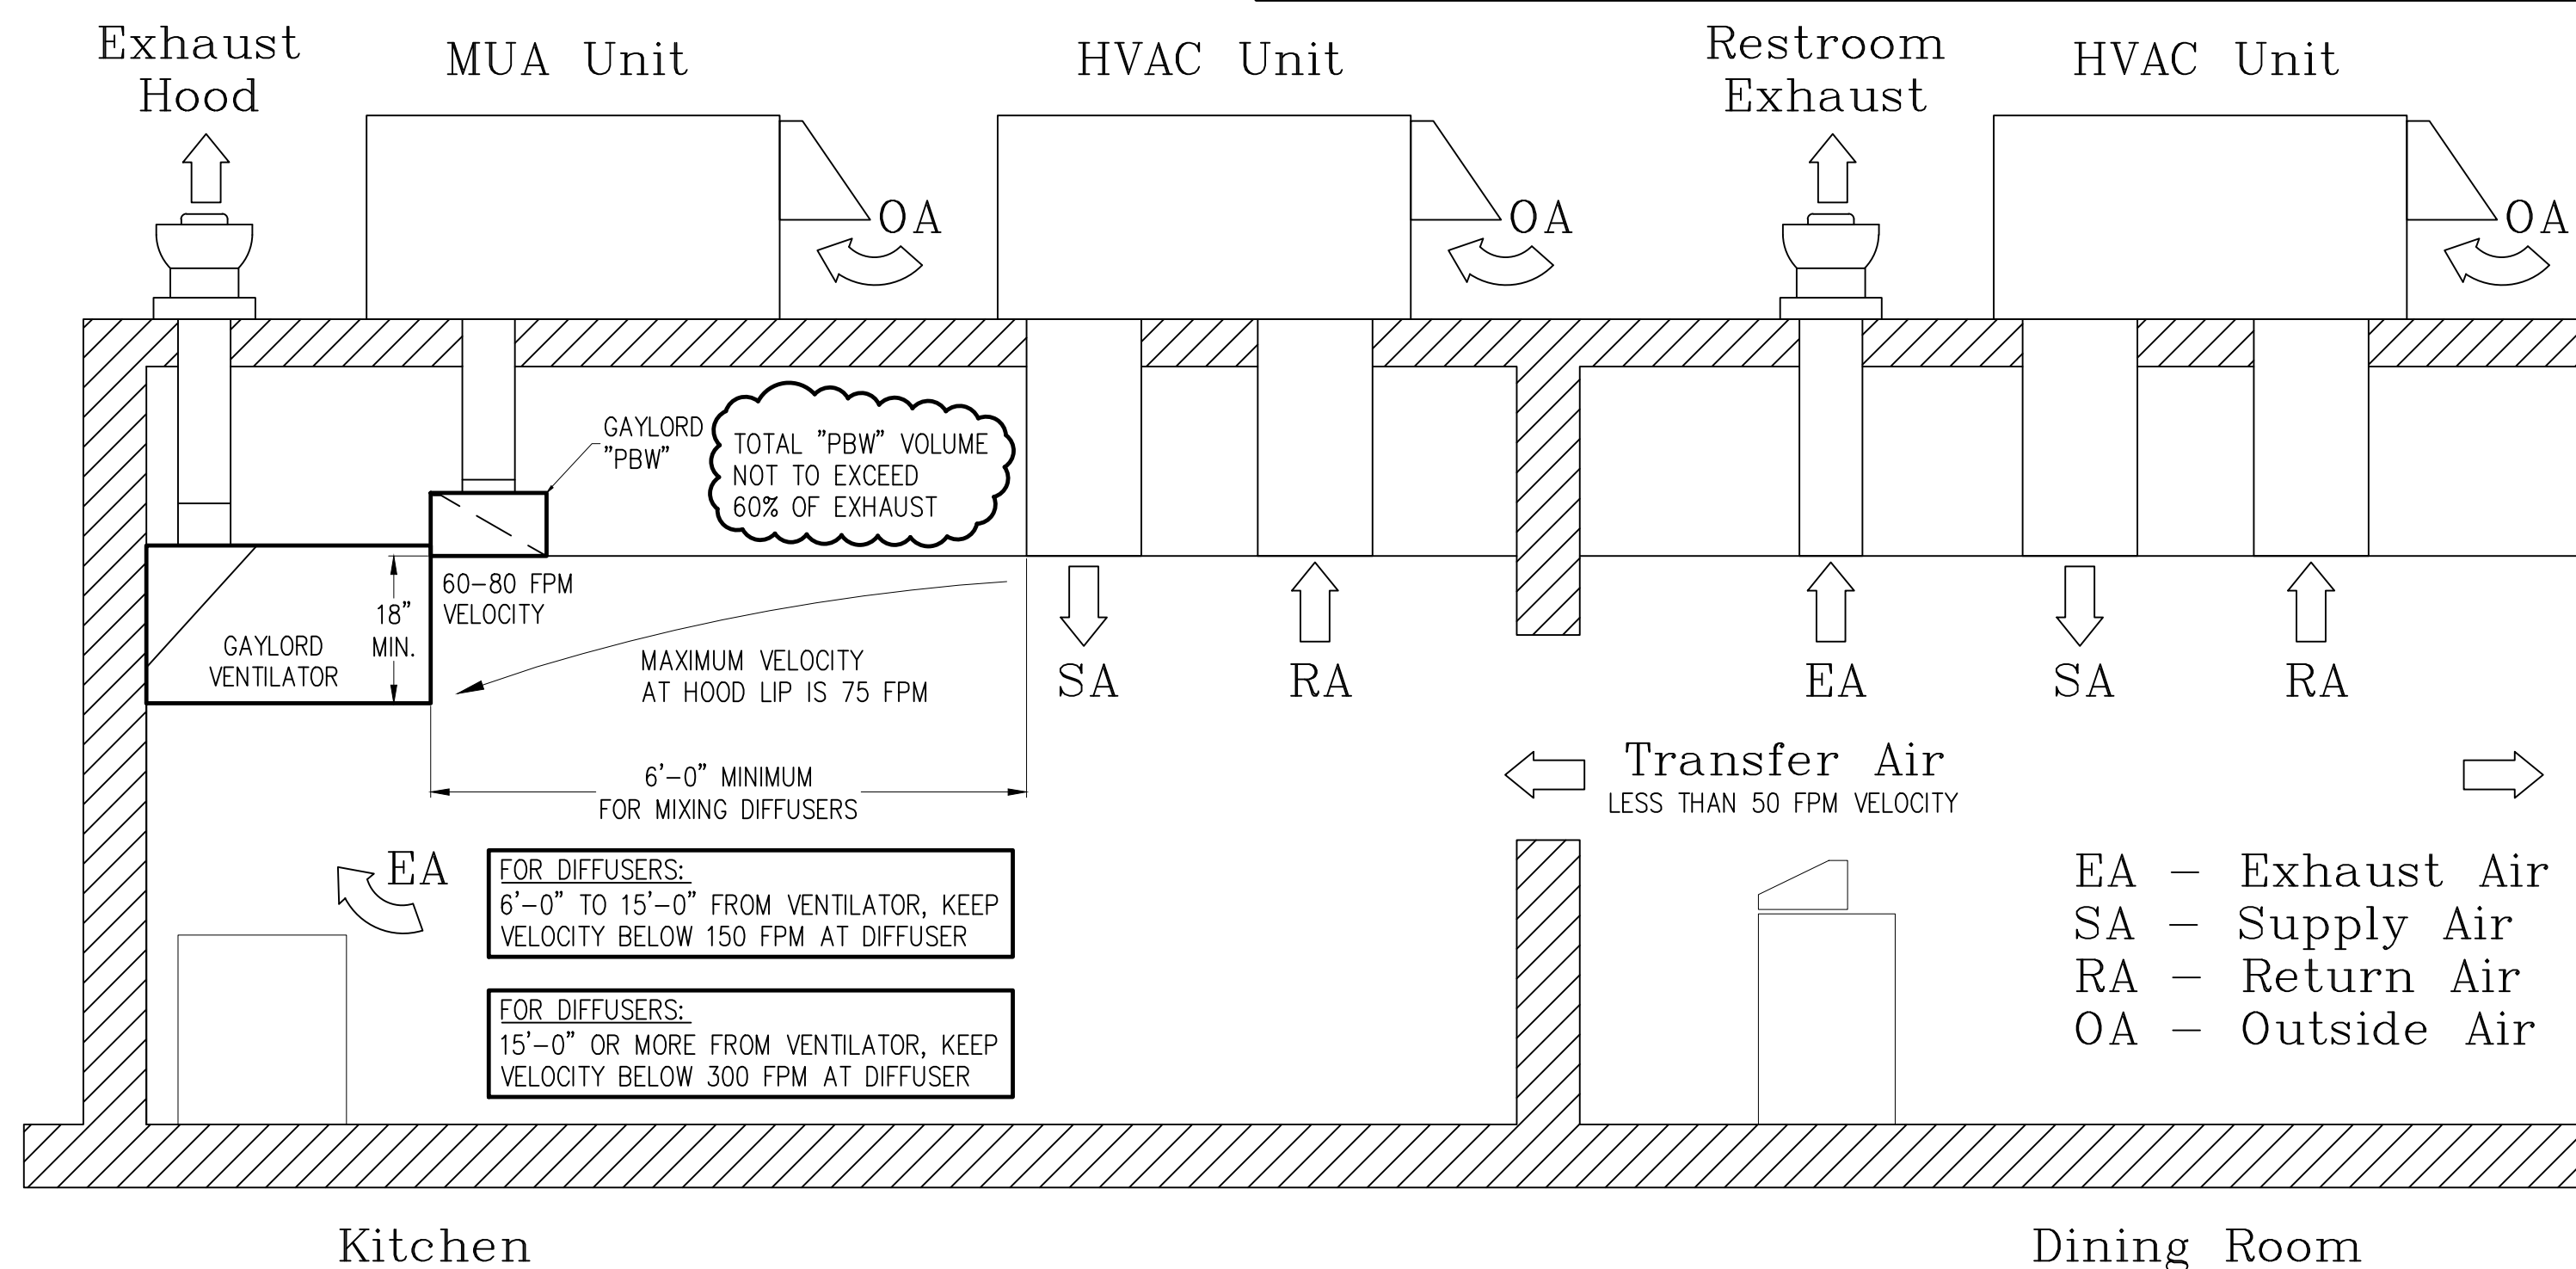 Exhaust
Hood
MUA Unit
HVAC Unit
Restroom
Exhaust
HVAC Unit
OA
OA
OA
GAYLORD
"PBW"
TOTAL "PBW" VOLUME
NOT TO EXCEED
60% OF EXHAUST
60-80 FPM
VELOCITY
18"
MIN.
GAYLORD
VENTILATOR
MAXIMUM VELOCITY
AT HOOD LIP IS 75 FPM
SA
RA
EA
SA
RA
6'-0" MINIMUM
FOR MIXING DIFFUSERS
Transfer Air
LESS THAN 50 FPM VELOCITY
EA
FOR DIFFUSERS:
6'-0" TO 15'-0" FROM VENTILATOR, KEEP
VELOCITY BELOW 150 FPM AT DIFFUSER
FOR DIFFUSERS:
15'-0" OR MORE FROM VENTILATOR, KEEP
VELOCITY BELOW 300 FPM AT DIFFUSER
EA - Exhaust Air
SA - Supply Air
RA - Return Air
OA - Outside Air
Kitchen
Dining Room